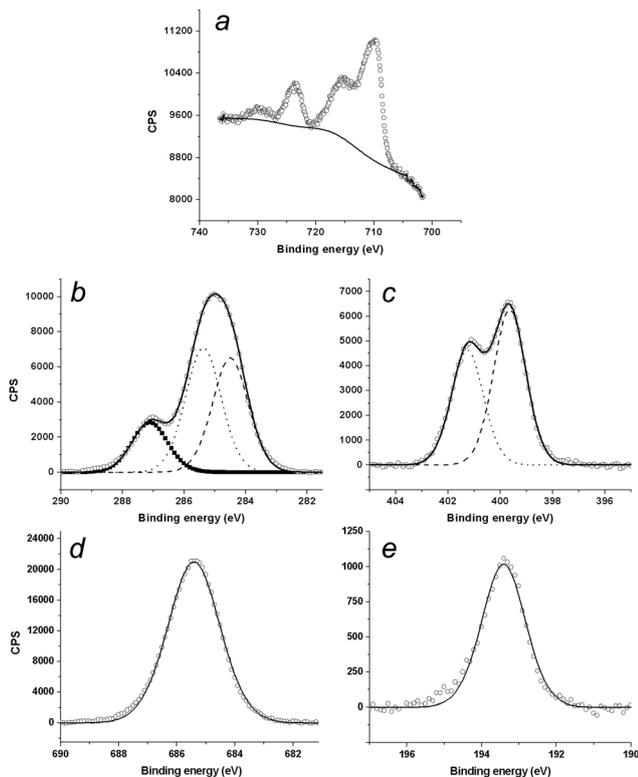 a
11200
10400
9600
8800
8000
CPS
740 730 720 710 700
Binding energy (eV)
b
10000
8000
6000
4000
2000
0
CPS
290 288 286 284 282
Binding energy (eV)
c
7000
6000
5000
4000
3000
2000
1000
0
404 402 400 398 396
Binding energy (eV)
d
24000
20000
16000
12000
8000
4000
0
CPS
690 688 686 684 682
Binding energy (eV)
e
1250
1000
750
500
250
0
196 194 192 190
Binding energy (eV)